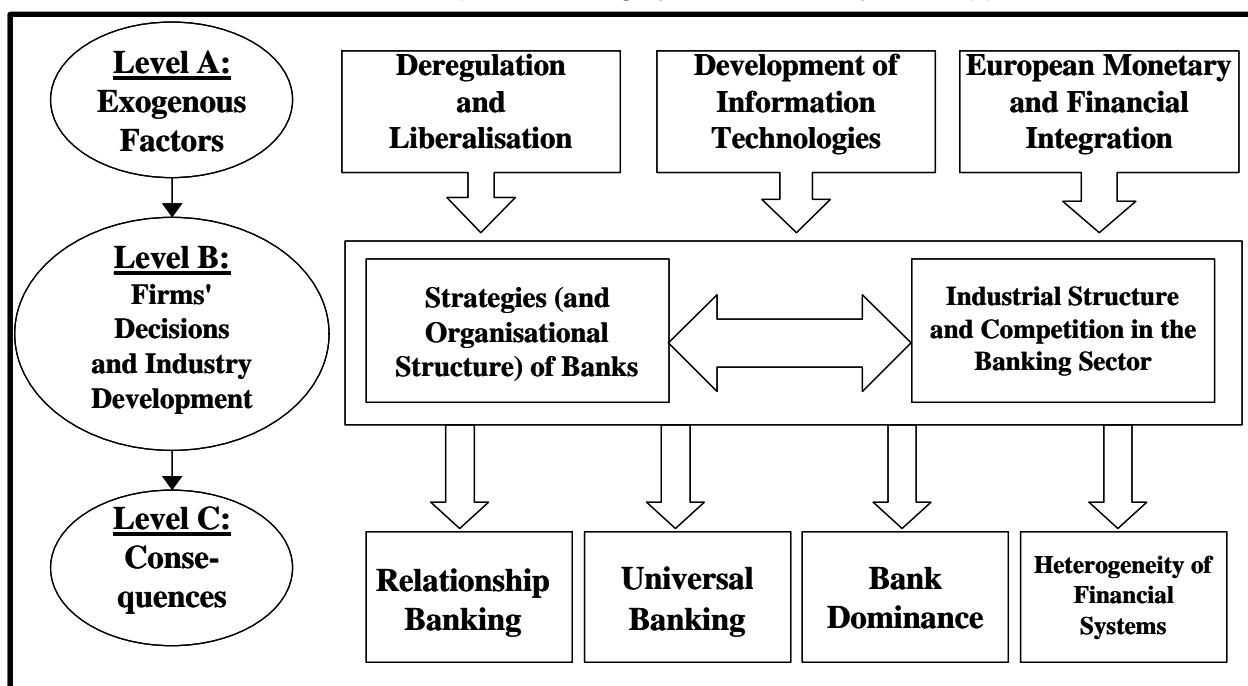 Level A:
Exogenous
Factors
Deregulation
and
Liberalisation
Development of
Information
Technologies
European Monetary
and Financial
Integration
Level B:
Firms'
Decisions
and Industry
Development
Strategies (and
Organisational
Structure) of Banks
Industrial Structure
and Competition in the
Banking Sector
Level C:
Conse-
quences
Relationship
Banking
Universal
Banking
Bank
Dominance
Heterogeneity of
Financial
Systems